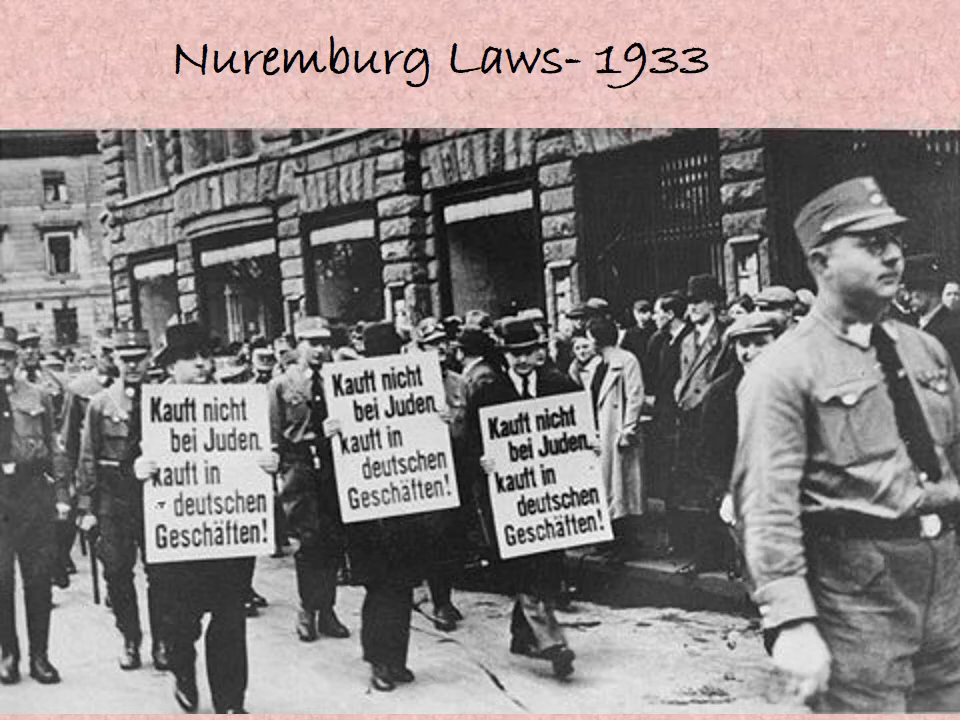 Nuremburg Laws- 1933
Kauft nicht
bei Juden.
kauft in
deutschen
Geschäften!
Kauft nicht
bei Juden,
kauft in
deutschen
Geschäften!
Kauft nicht
bei Juden,
kauft in
deutschen
Geschäften!